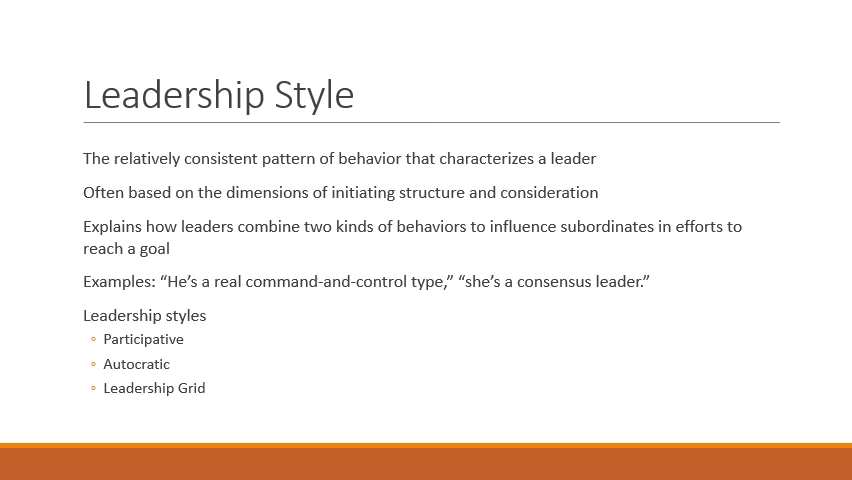 Leadership Style
The relatively consistent pattern of behavior that characterizes a leader
Often based on the dimensions of initiating structure and consideration
Explains how leaders combine two kinds of behaviors to influence subordinates in efforts to
reach a goal
Examples: “He’s a real command-and-control type,” “she’s a consensus leader.”
Leadership styles
◦ Participative
◦ Autocratic
◦ Leadership Grid